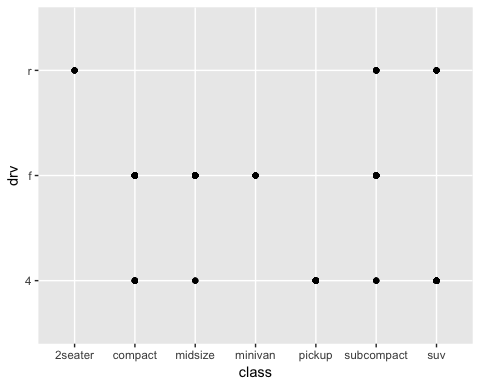 r
f
4
drv
2seater compact midsize minivan pickup subcompact suv
class